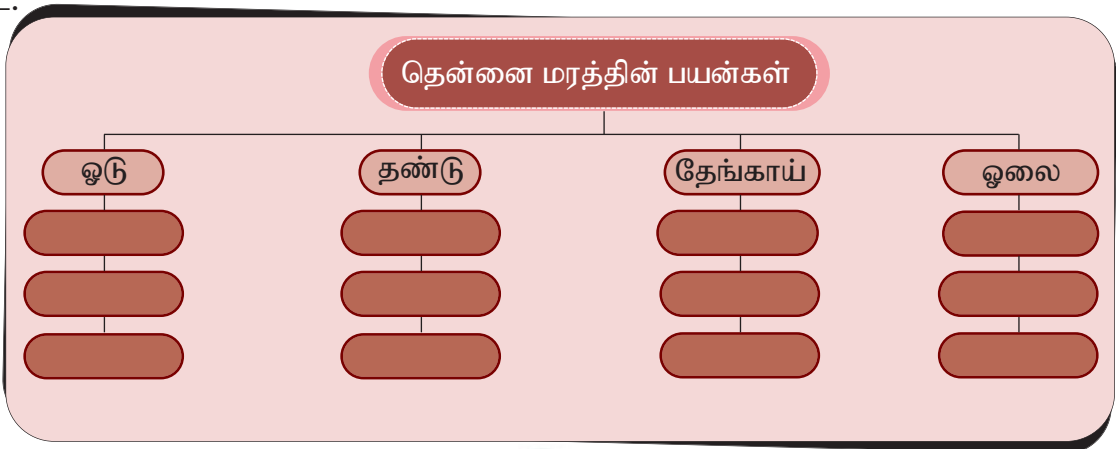 தென்னை மரத்தின் பயன்கள்
ஓடு
தண்டு
தேங்காய்
ஓலை